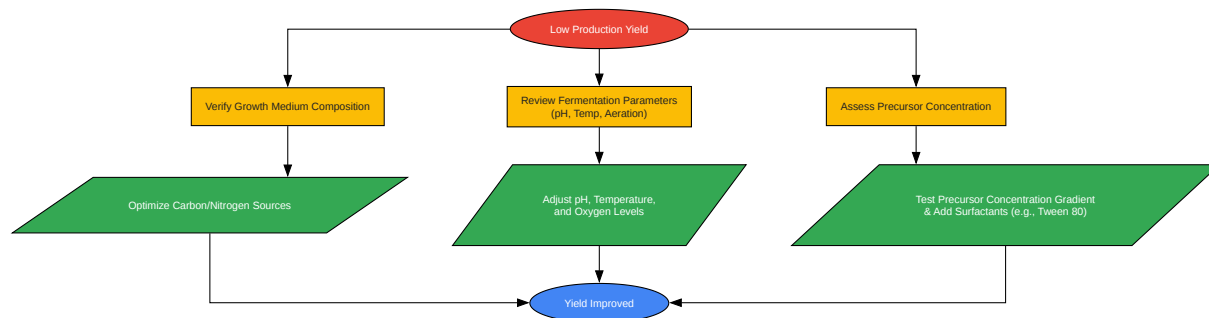 Low Production Yield
Verify Growth Medium Composition
Review Fermentation Parameters
(pH, Temp, Aeration)
Assess Precursor Concentration
Optimize Carbon/Nitrogen Sources
Adjust pH, Temperature,
and Oxygen Levels
Test Precursor Concentration Gradient
& Add Surfactants (e.g., Tween 80)
Yield Improved